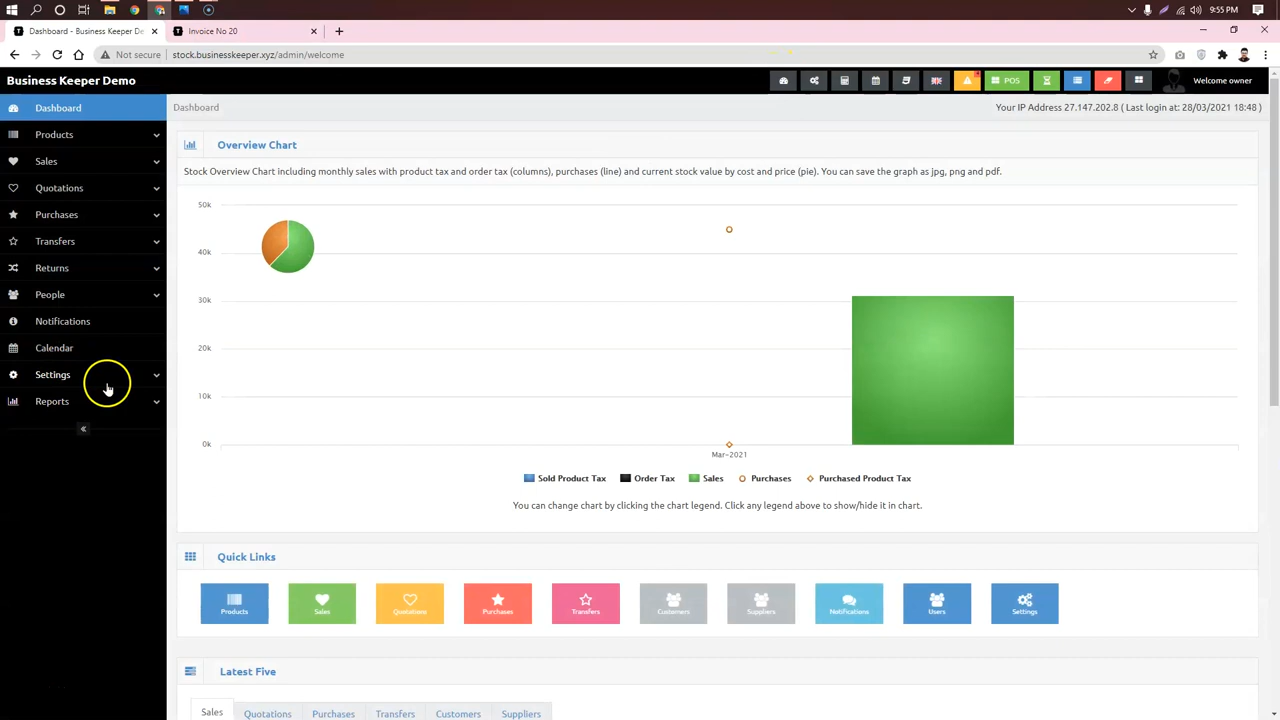 9:55 PM
Dashboard - Business Keeper De
Invoice No 20
Not secure
stock.businesskeeper.xyz/admin/welcome
Business Keeper Demo
POS
Welcome owner
Dashboard
Dashboard
Your IP Address 27.147.202.8 ( Last login at: 28/03/2021 18:48 )
Products
Sales
Quotations
Purchases
Transfers
Returns
People
Notifications
Calendar
Settings
Reports
Overview Chart
Stock Overview Chart including monthly sales with product tax and order tax (columns), purchases (line) and current stock value by cost and price (pie). You can save the graph as jpg, png and pdf.
50k
40k
30k
20k
10k
0k
Mar-2021
Sold Product Tax Order Tax Sales Purchases Purchased Product Tax
You can change chart by clicking the chart legend. Click any legend above to show/hide it in chart.
Quick Links
Products Sales Quotations Purchases Transfers Customers Suppliers Notifications Users Settings
Latest Five
Sales Quotations Purchases Transfers Customers Suppliers